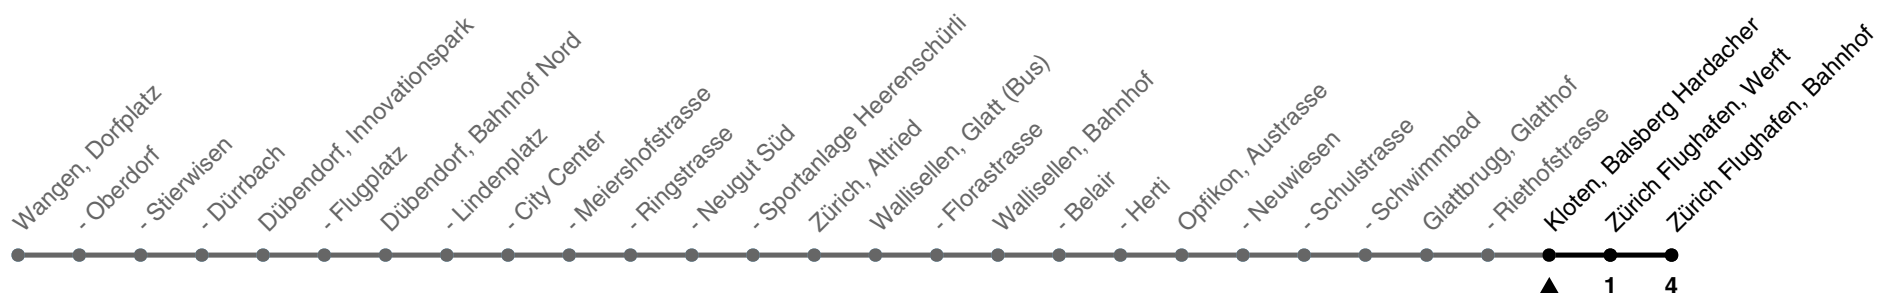 Wangen, Dorfplatz
- Oberdorf
- Stierwisen
- Dürrbach
Dübendorf, Innovationspark
- Flugplatz
Dübendorf, Bahnhof Nord
- Lindenplatz
- City Center
- Meiershofstrasse
- Ringstrasse
- Neugut Süd
- Sportanlage Heerenschürli
Zürich, Altried
Wallisellen, Glatt (Bus)
- Florastrasse
Wallisellen, Bahnhof
- Belair
- Herti
Opfikon, Austrasse
- Neuwiesen
- Schulstrasse
- Schwimmbad
Glattbrugg, Glatthof
- Riethofstrasse
Kloten, Balsberg Hardacher
Zürich Flughafen, Werft
Zürich Flughafen, Bahnhof
1 4